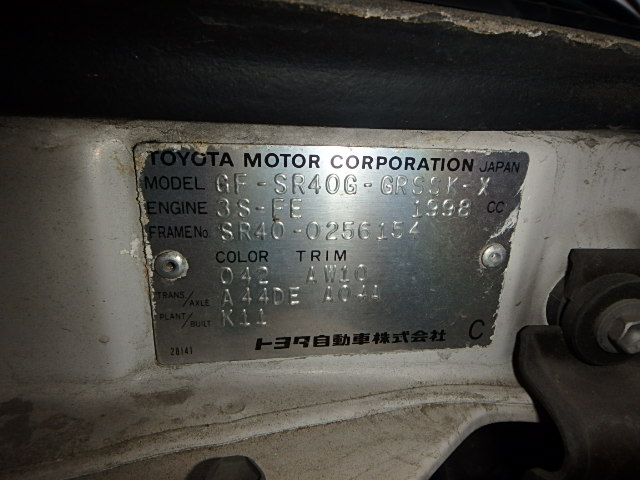 TOYOTA MOTOR CORPORATION JAPAN
MODEL GF-SR40G-GRSSK-X
ENGINE 3S-FE 1998 CC
FRAME No. SR40-0256154
COLOR TRIM
042 AW10
TRANS/AXLE A44DE A04A
PLANT/BUILT K11
トヨタ自動車株式会社 C
28141